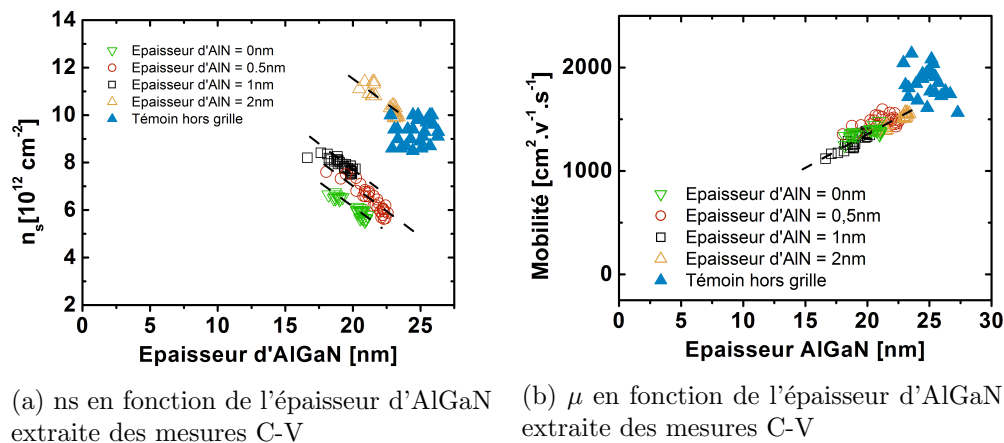 (a)
n_s[10^12 cm^-2]
14
12
10
8
6
4
2
Epaisseur d'AlN = 0nm
Epaisseur d'AlN = 0.5nm
Epaisseur d'AlN = 1nm
Epaisseur d'AlN = 2nm
Témoin hors grille
0 5 10 15 20 25
Epaisseur d'AlGaN [nm]
(a) ns en fonction de l'épaisseur d'AlGaN
extraite des mesures C-V
(b)
Mobilité [cm².v⁻¹.s⁻¹]
2000
1000
0
Epaisseur d'AlN = 0nm
Epaisseur d'AlN = 0,5nm
Epaisseur d'AlN = 1nm
Epaisseur d'AlN = 2nm
Témoin hors grille
0 5 10 15 20 25 30
Epaisseur AlGaN [nm]
(b) μ en fonction de l'épaisseur d'AlGaN
extraite des mesures C-V